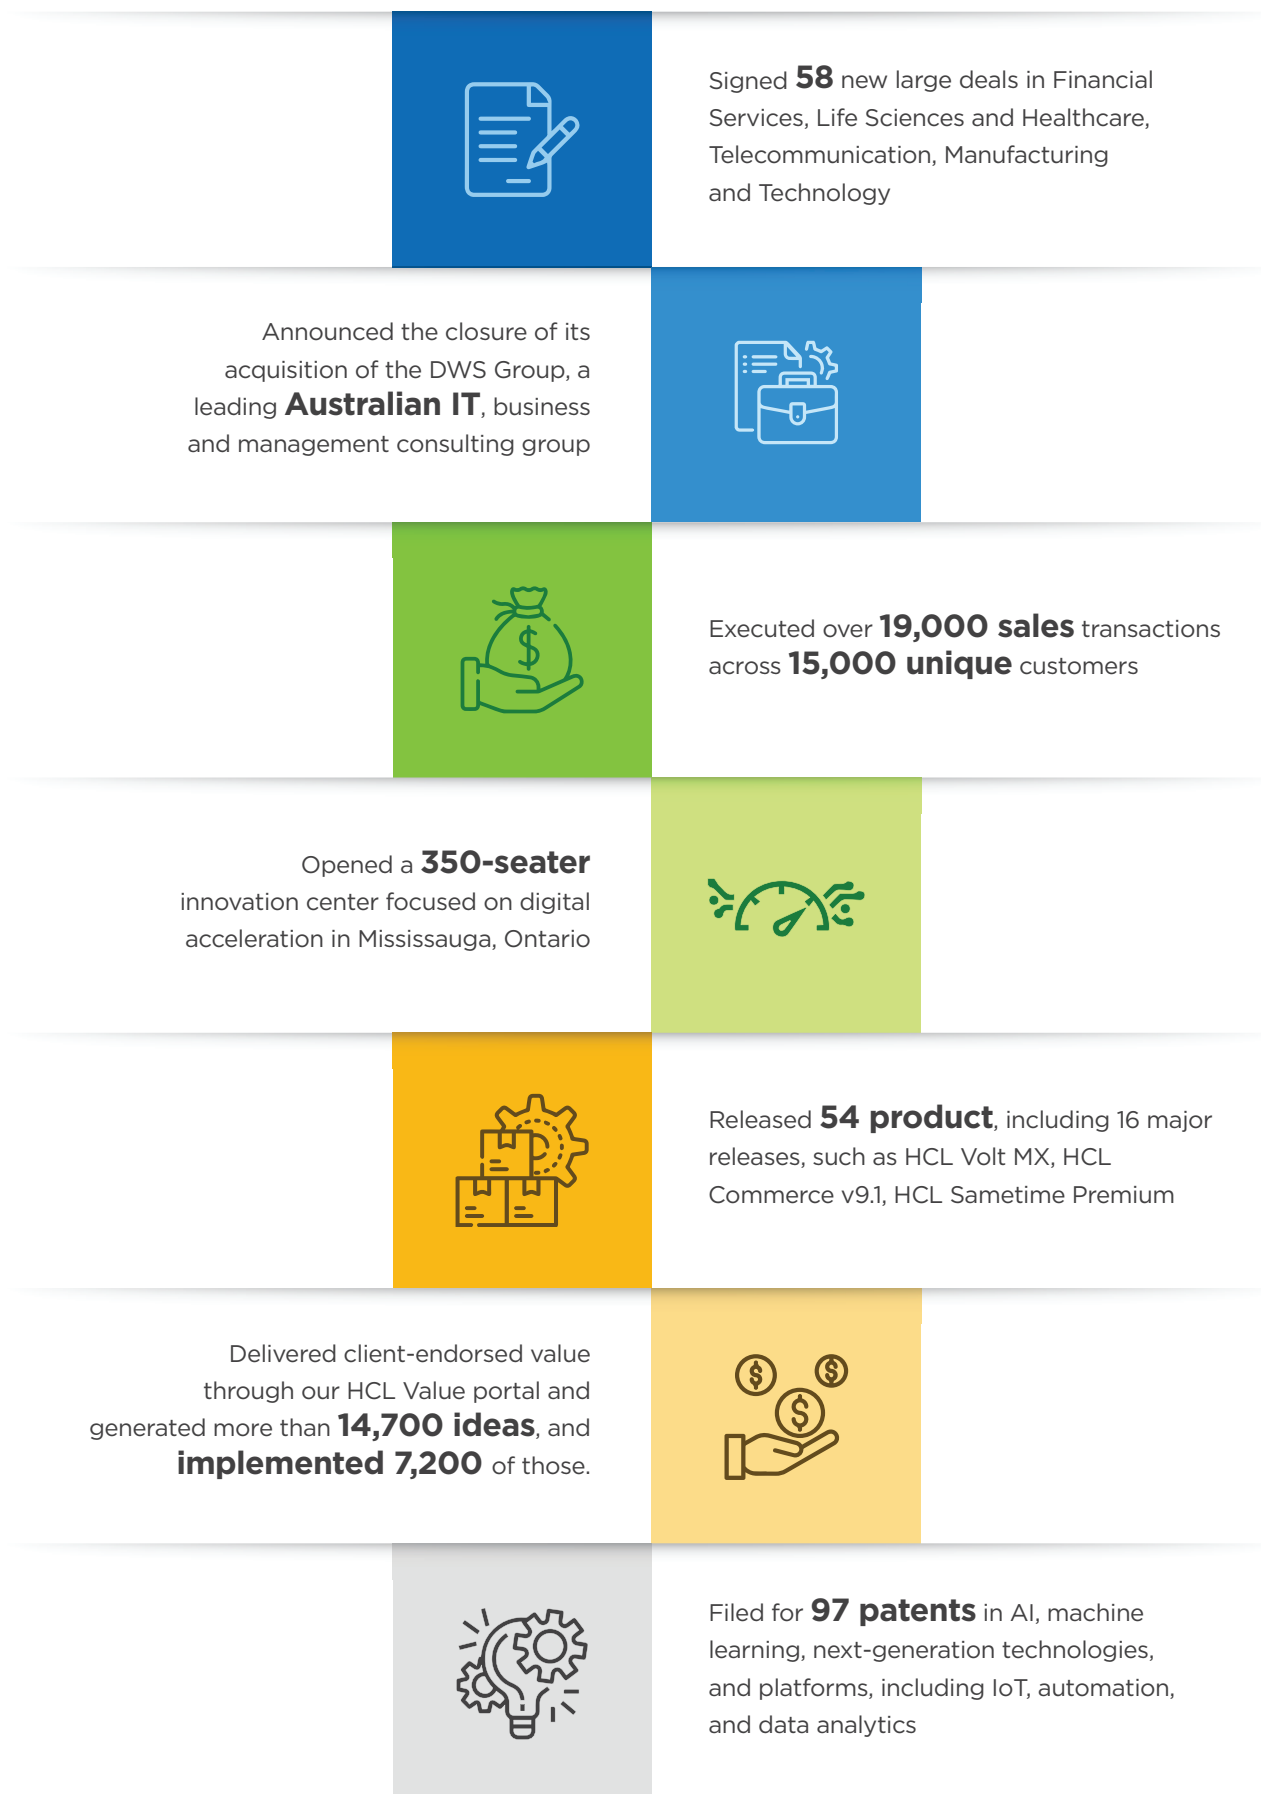 Signed 58 new large deals in Financial
Services, Life Sciences and Healthcare,
Telecommunication, Manufacturing
and Technology
Announced the closure of its
acquisition of the DWS Group, a
leading Australian IT, business
and management consulting group
Executed over 19,000 sales transactions
across 15,000 unique customers
Opened a 350-seater
innovation center focused on digital
acceleration in Mississauga, Ontario
Released 54 product, including 16 major
releases, such as HCL Volt MX, HCL
Commerce v9.1, HCL Sametime Premium
Delivered client-endorsed value
through our HCL Value portal and
generated more than 14,700 ideas, and
implemented 7,200 of those.
Filed for 97 patents in AI, machine
learning, next-generation technologies,
and platforms, including IoT, automation,
and data analytics